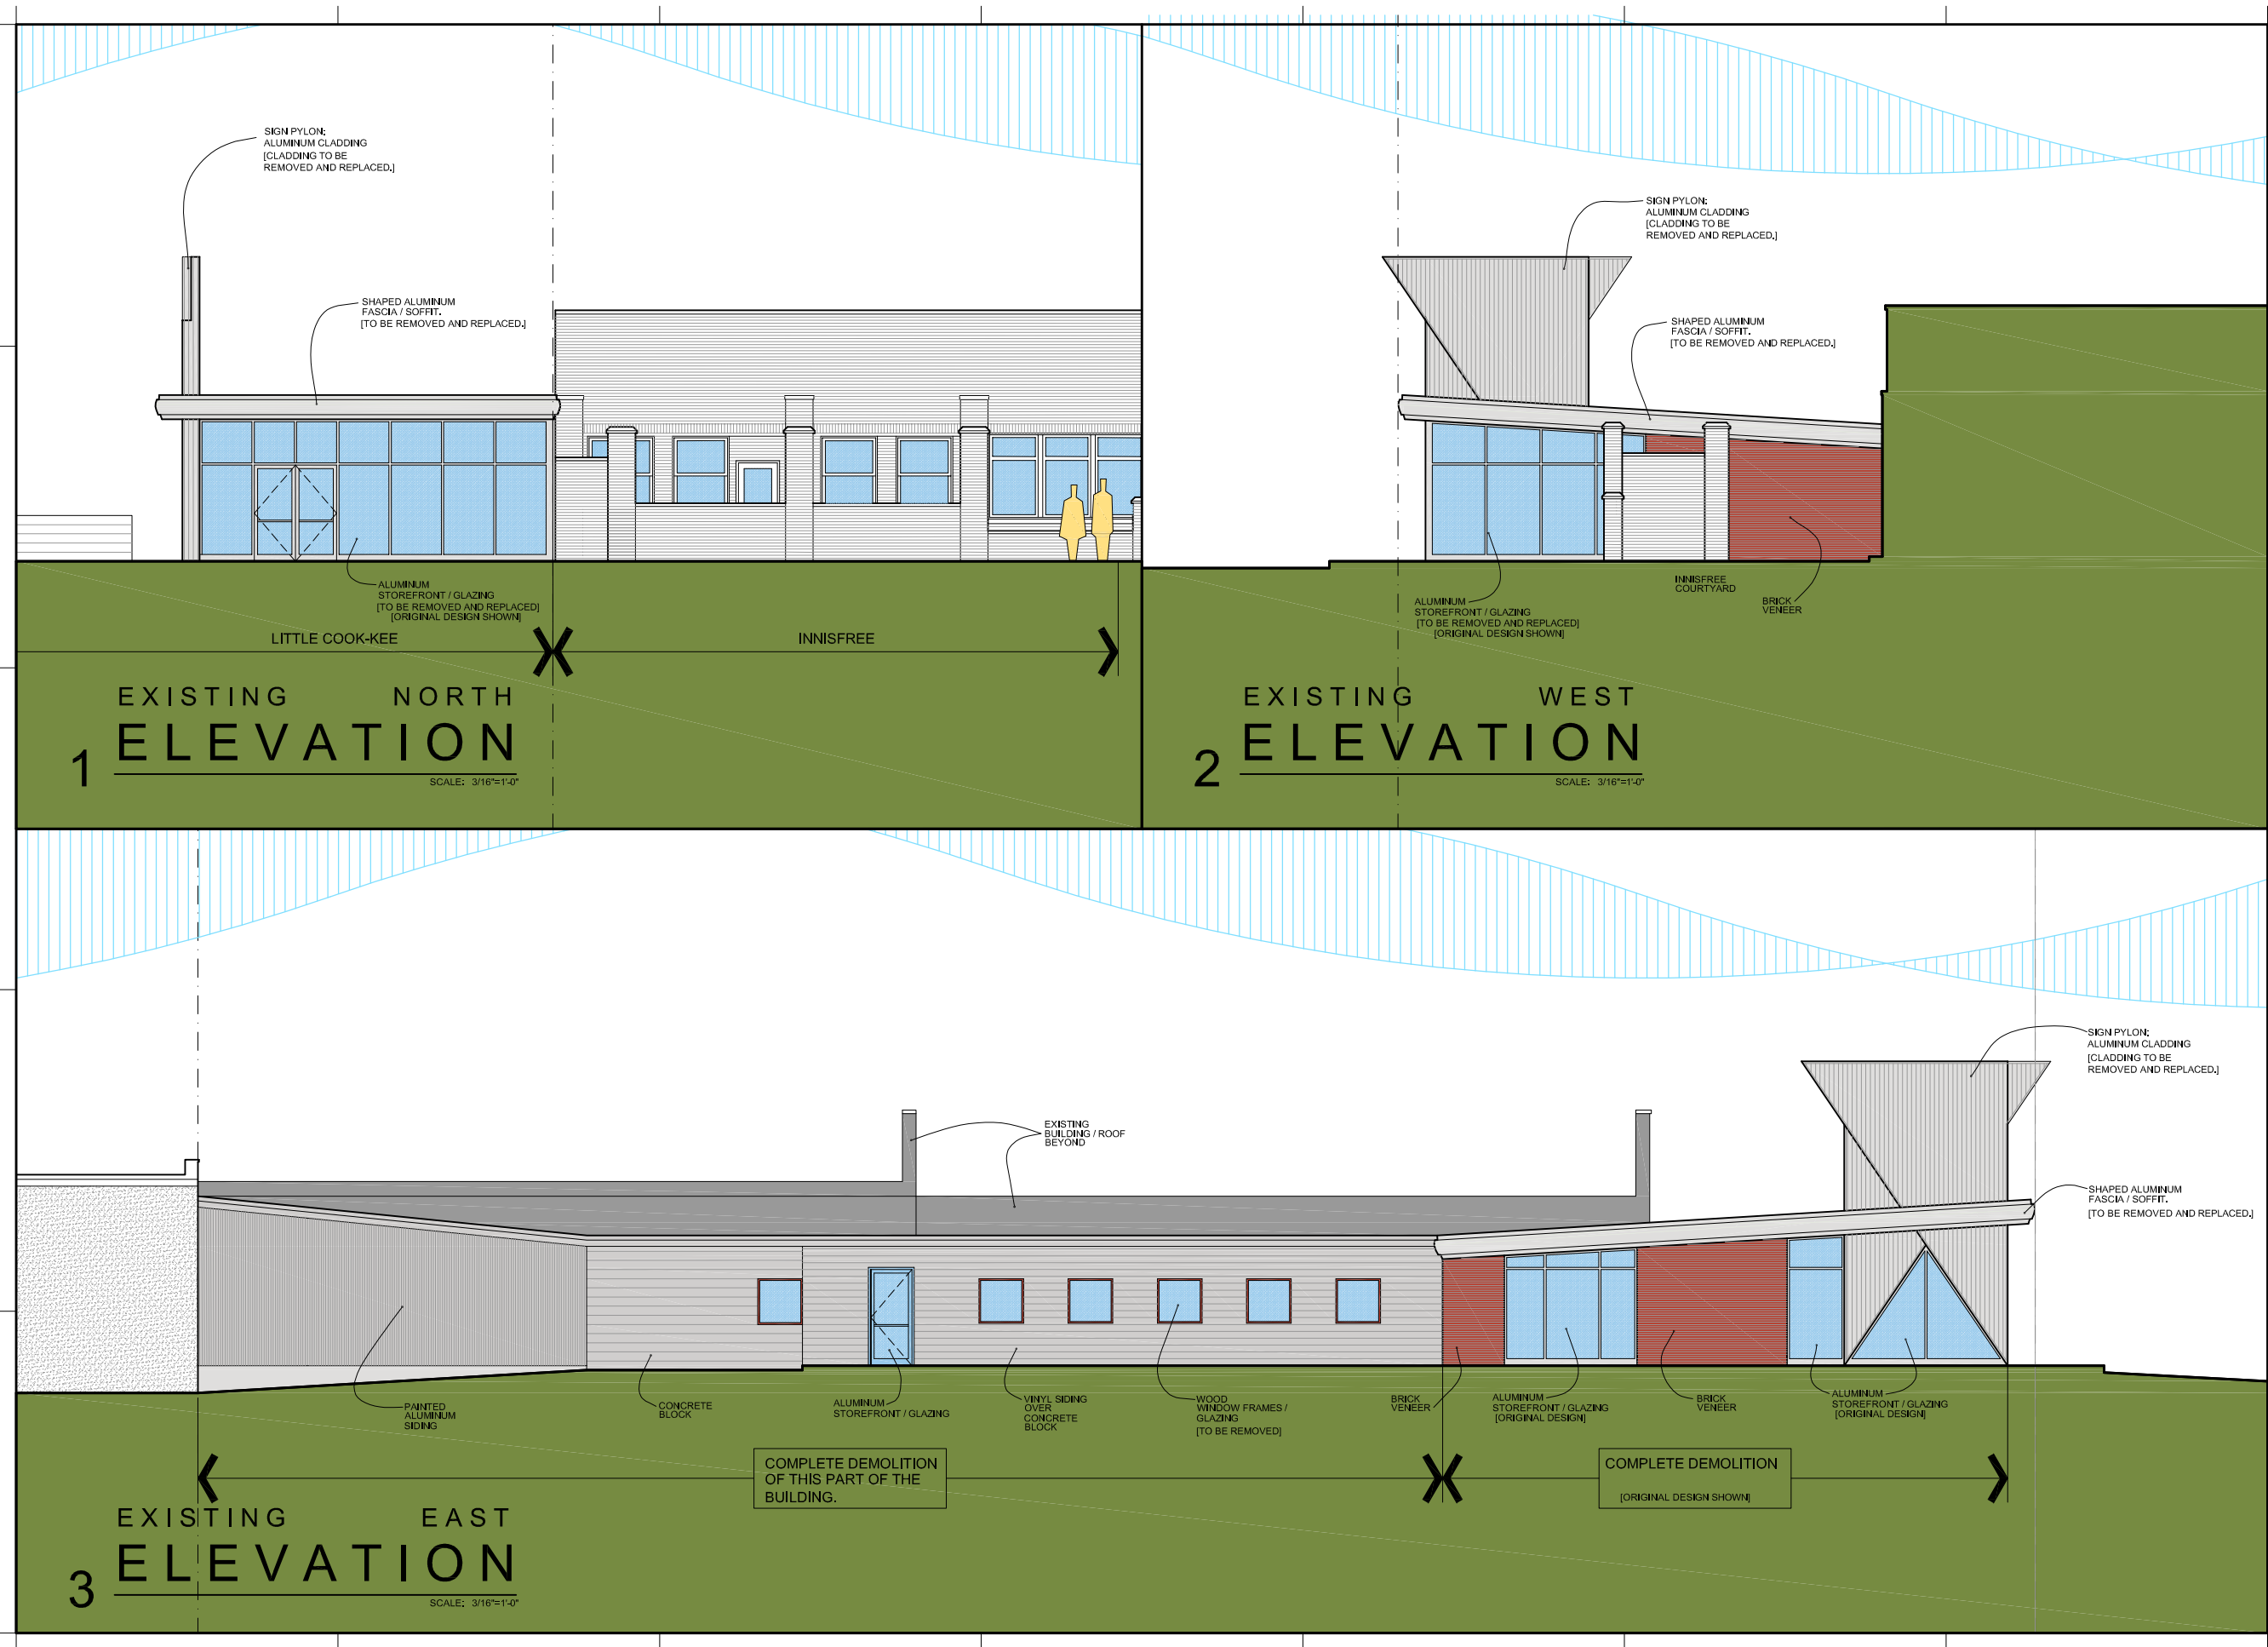 SIGN PYLON:
ALUMINUM CLADDING
[CLADDING TO BE
REMOVED AND REPLACED.]
SHAPED ALUMINUM
FASCIA / SOFFIT.
[TO BE REMOVED AND REPLACED.]
ALUMINUM
STOREFRONT / GLAZING
[TO BE REMOVED AND REPLACED]
[ORIGINAL DESIGN SHOWN]
LITTLE COOK-KEE
INNISFREE
EXISTING NORTH
1 ELEVATION
SCALE: 3/16"=1'-0"
SIGN PYLON:
ALUMINUM CLADDING
[CLADDING TO BE
REMOVED AND REPLACED.]
SHAPED ALUMINUM
FASCIA / SOFFIT.
[TO BE REMOVED AND REPLACED.]
INNISFREE
COURTYARD
BRICK
VENEER
ALUMINUM
STOREFRONT / GLAZING
[TO BE REMOVED AND REPLACED]
[ORIGINAL DESIGN SHOWN]
EXISTING WEST
2 ELEVATION
SCALE: 3/16"=1'-0"
SIGN PYLON:
ALUMINUM CLADDING
[CLADDING TO BE
REMOVED AND REPLACED.]
EXISTING
BUILDING / ROOF
BEYOND
SHAPED ALUMINUM
FASCIA / SOFFIT.
[TO BE REMOVED AND REPLACED.]
PAINTED
ALUMINUM
SIDING
CONCRETE
BLOCK
ALUMINUM
STOREFRONT / GLAZING
VINYL SIDING
OVER
CONCRETE
BLOCK
WOOD
WINDOW FRAMES /
GLAZING
[TO BE REMOVED]
BRICK
VENEER
ALUMINUM
STOREFRONT / GLAZING
[ORIGINAL DESIGN]
BRICK
VENEER
ALUMINUM
STOREFRONT / GLAZING
[ORIGINAL DESIGN]
COMPLETE DEMOLITION
OF THIS PART OF THE
BUILDING.
COMPLETE DEMOLITION
[ORIGINAL DESIGN SHOWN]
EXISTING EAST
3 ELEVATION
SCALE: 3/16"=1'-0"